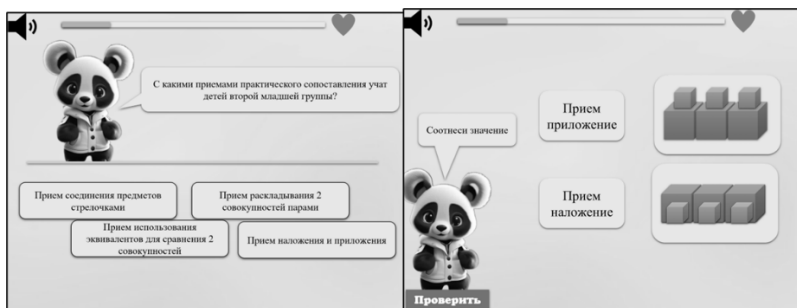 С какими приемами практического сопоставления учат
детей второй младшей группы?
Прием соединения предметов
стрелочками
Прием раскладывания 2
совокупностей парами
Прием использования
эквивалентов для сравнения 2
совокупностей
Прием наложения и приложения
Соотнеси значение
Прием
приложение
Прием
наложение
Проверить